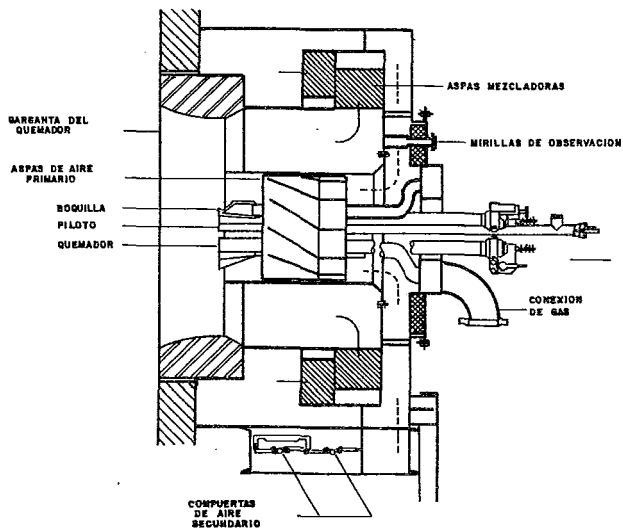 ASPAS MEZCLADORAS
GARGANTA DEL
QUEMADOR
MIRILLAS DE OBSERVACION
ASPAS DE AIRE
PRIMARIO
BOQUILLA
PILOTO
QUEMADOR
CONEXION
DE GAS
COMPUERTAS
DE AIRE
SECUNDARIO